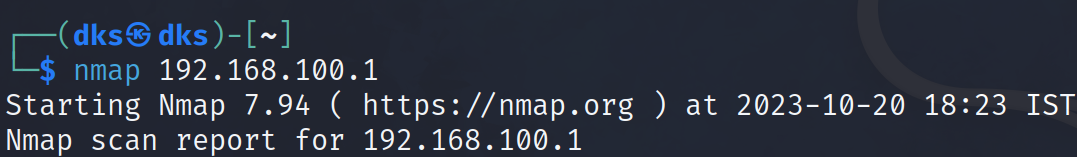 ┌──(dks㉿dks)-[~]
└─$ nmap 192.168.100.1
Starting Nmap 7.94 ( https://nmap.org ) at 2023-10-20 18:23 IST
Nmap scan report for 192.168.100.1